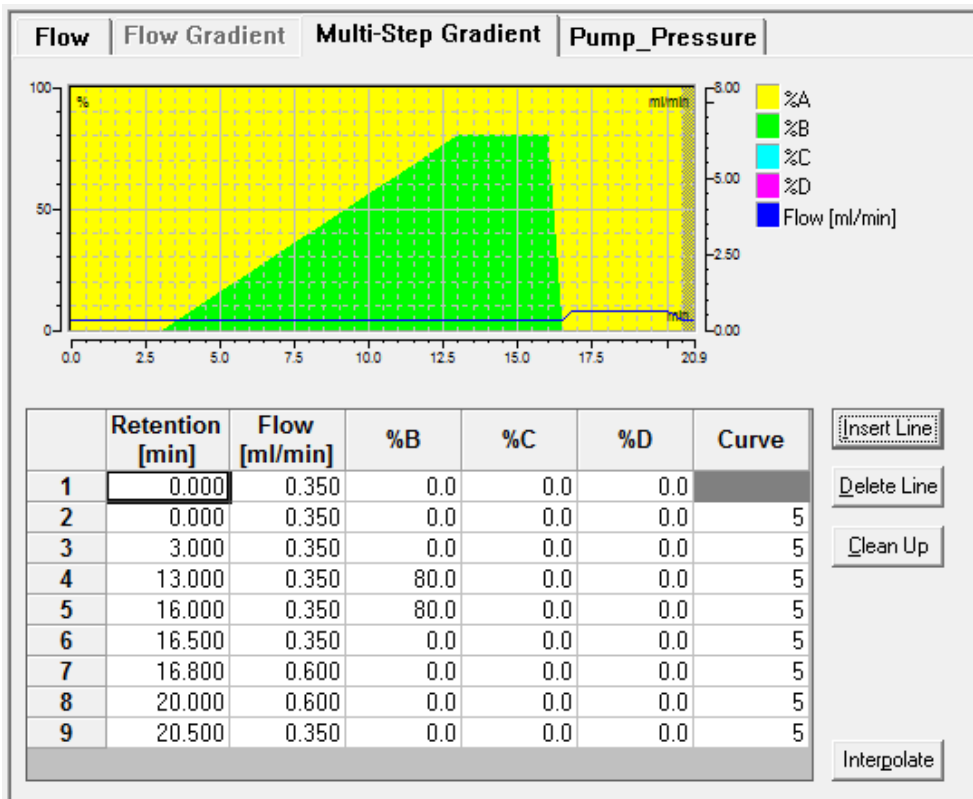 Flow Flow Gradient Multi-Step Gradient Pump_Pressure
100 % ml/min 8.00 %A
%B
%C
5.00 %D
50 Flow [ml/min]
2.50
0 min 0.00
0.0 2.5 5.0 7.5 10.0 12.5 15.0 17.5 20.9
Retention [min] Flow [ml/min] %B %C %D Curve
1 0.000 0.350 0.0 0.0 0.0
2 0.000 0.350 0.0 0.0 0.0 5
3 3.000 0.350 0.0 0.0 0.0 5
4 13.000 0.350 80.0 0.0 0.0 5
5 16.000 0.350 80.0 0.0 0.0 5
6 16.500 0.350 0.0 0.0 0.0 5
7 16.800 0.600 0.0 0.0 0.0 5
8 20.000 0.600 0.0 0.0 0.0 5
9 20.500 0.350 0.0 0.0 0.0 5
Insert Line
Delete Line
Clean Up
Interpolate